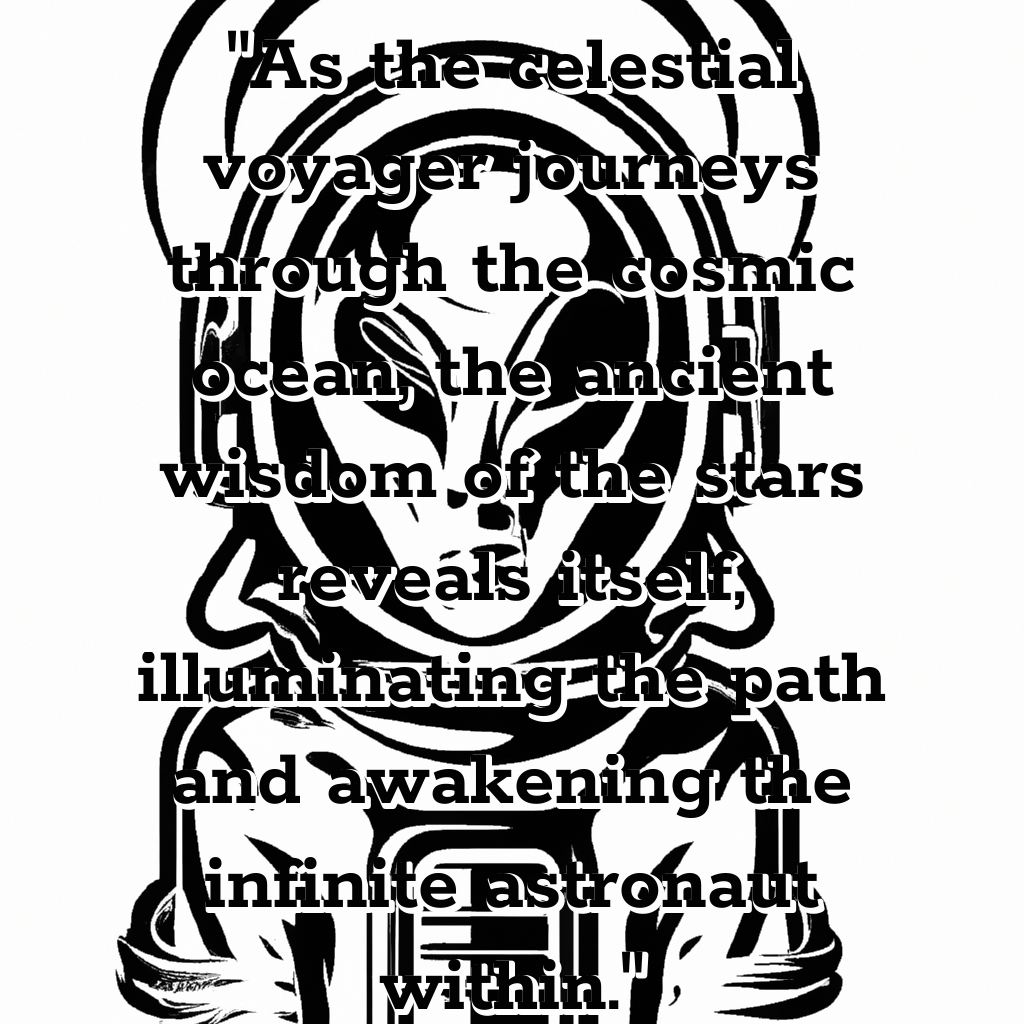 "As the celestial
voyager journeys
through the cosmic
ocean, the ancient
wisdom of the stars
reveals itself,
illuminating the path
and awakening the
infinite astronaut
within."